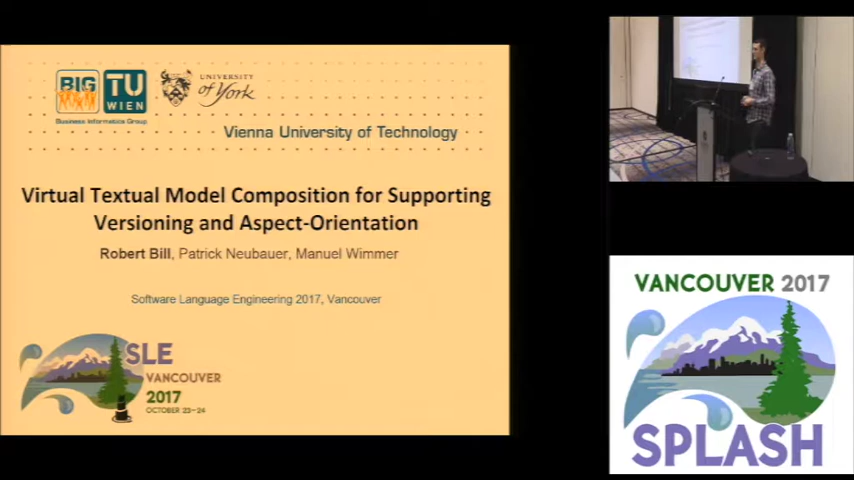 BIG
TU
WIEN
Business Informatics Group
UNIVERSITY
of York
Vienna University of Technology
Virtual Textual Model Composition for Supporting
Versioning and Aspect-Orientation
Robert Bill, Patrick Neubauer, Manuel Wimmer
Software Language Engineering 2017, Vancouver
SLE
VANCOUVER
2017
OCTOBER 23-24
VANCOUVER 2017
SPLASH